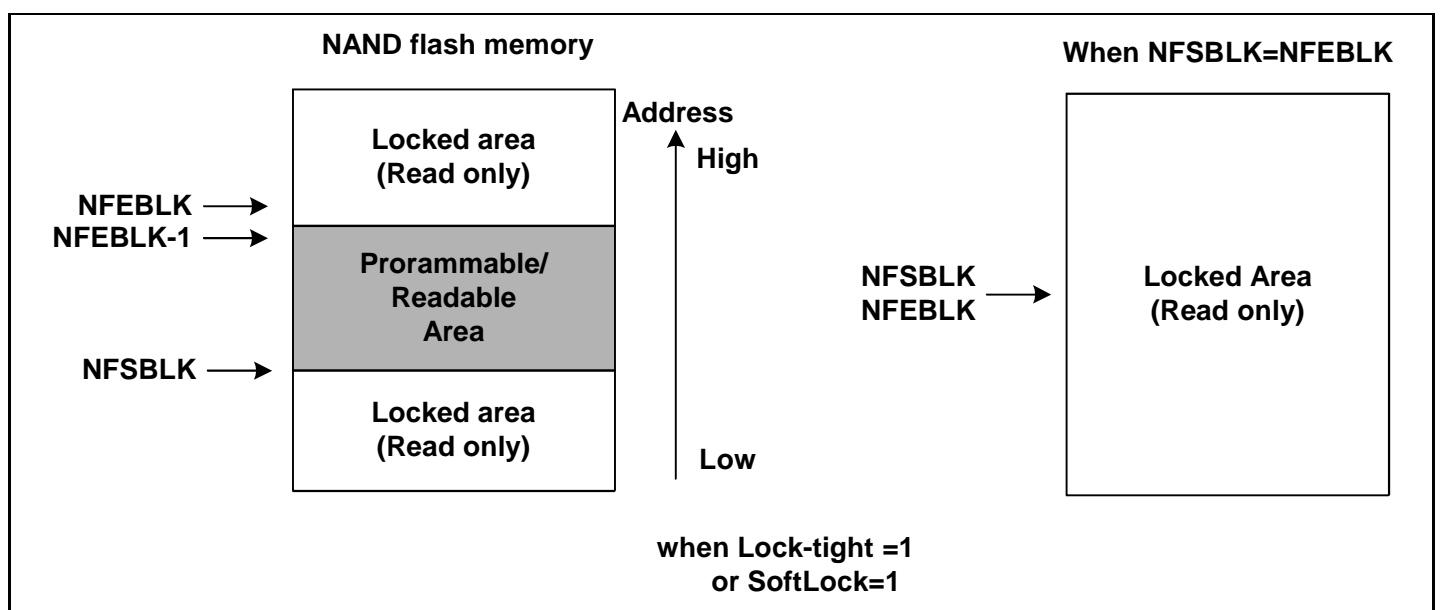 NAND flash memory
When NFSBLK=NFEBLK
Address
High
Locked area
(Read only)
NFEBLK
NFEBLK-1
Prorammable/
Readable
Area
NFSBLK
Locked area
(Read only)
Low
NFSBLK
NFEBLK
Locked Area
(Read only)
when Lock-tight =1
or SoftLock=1